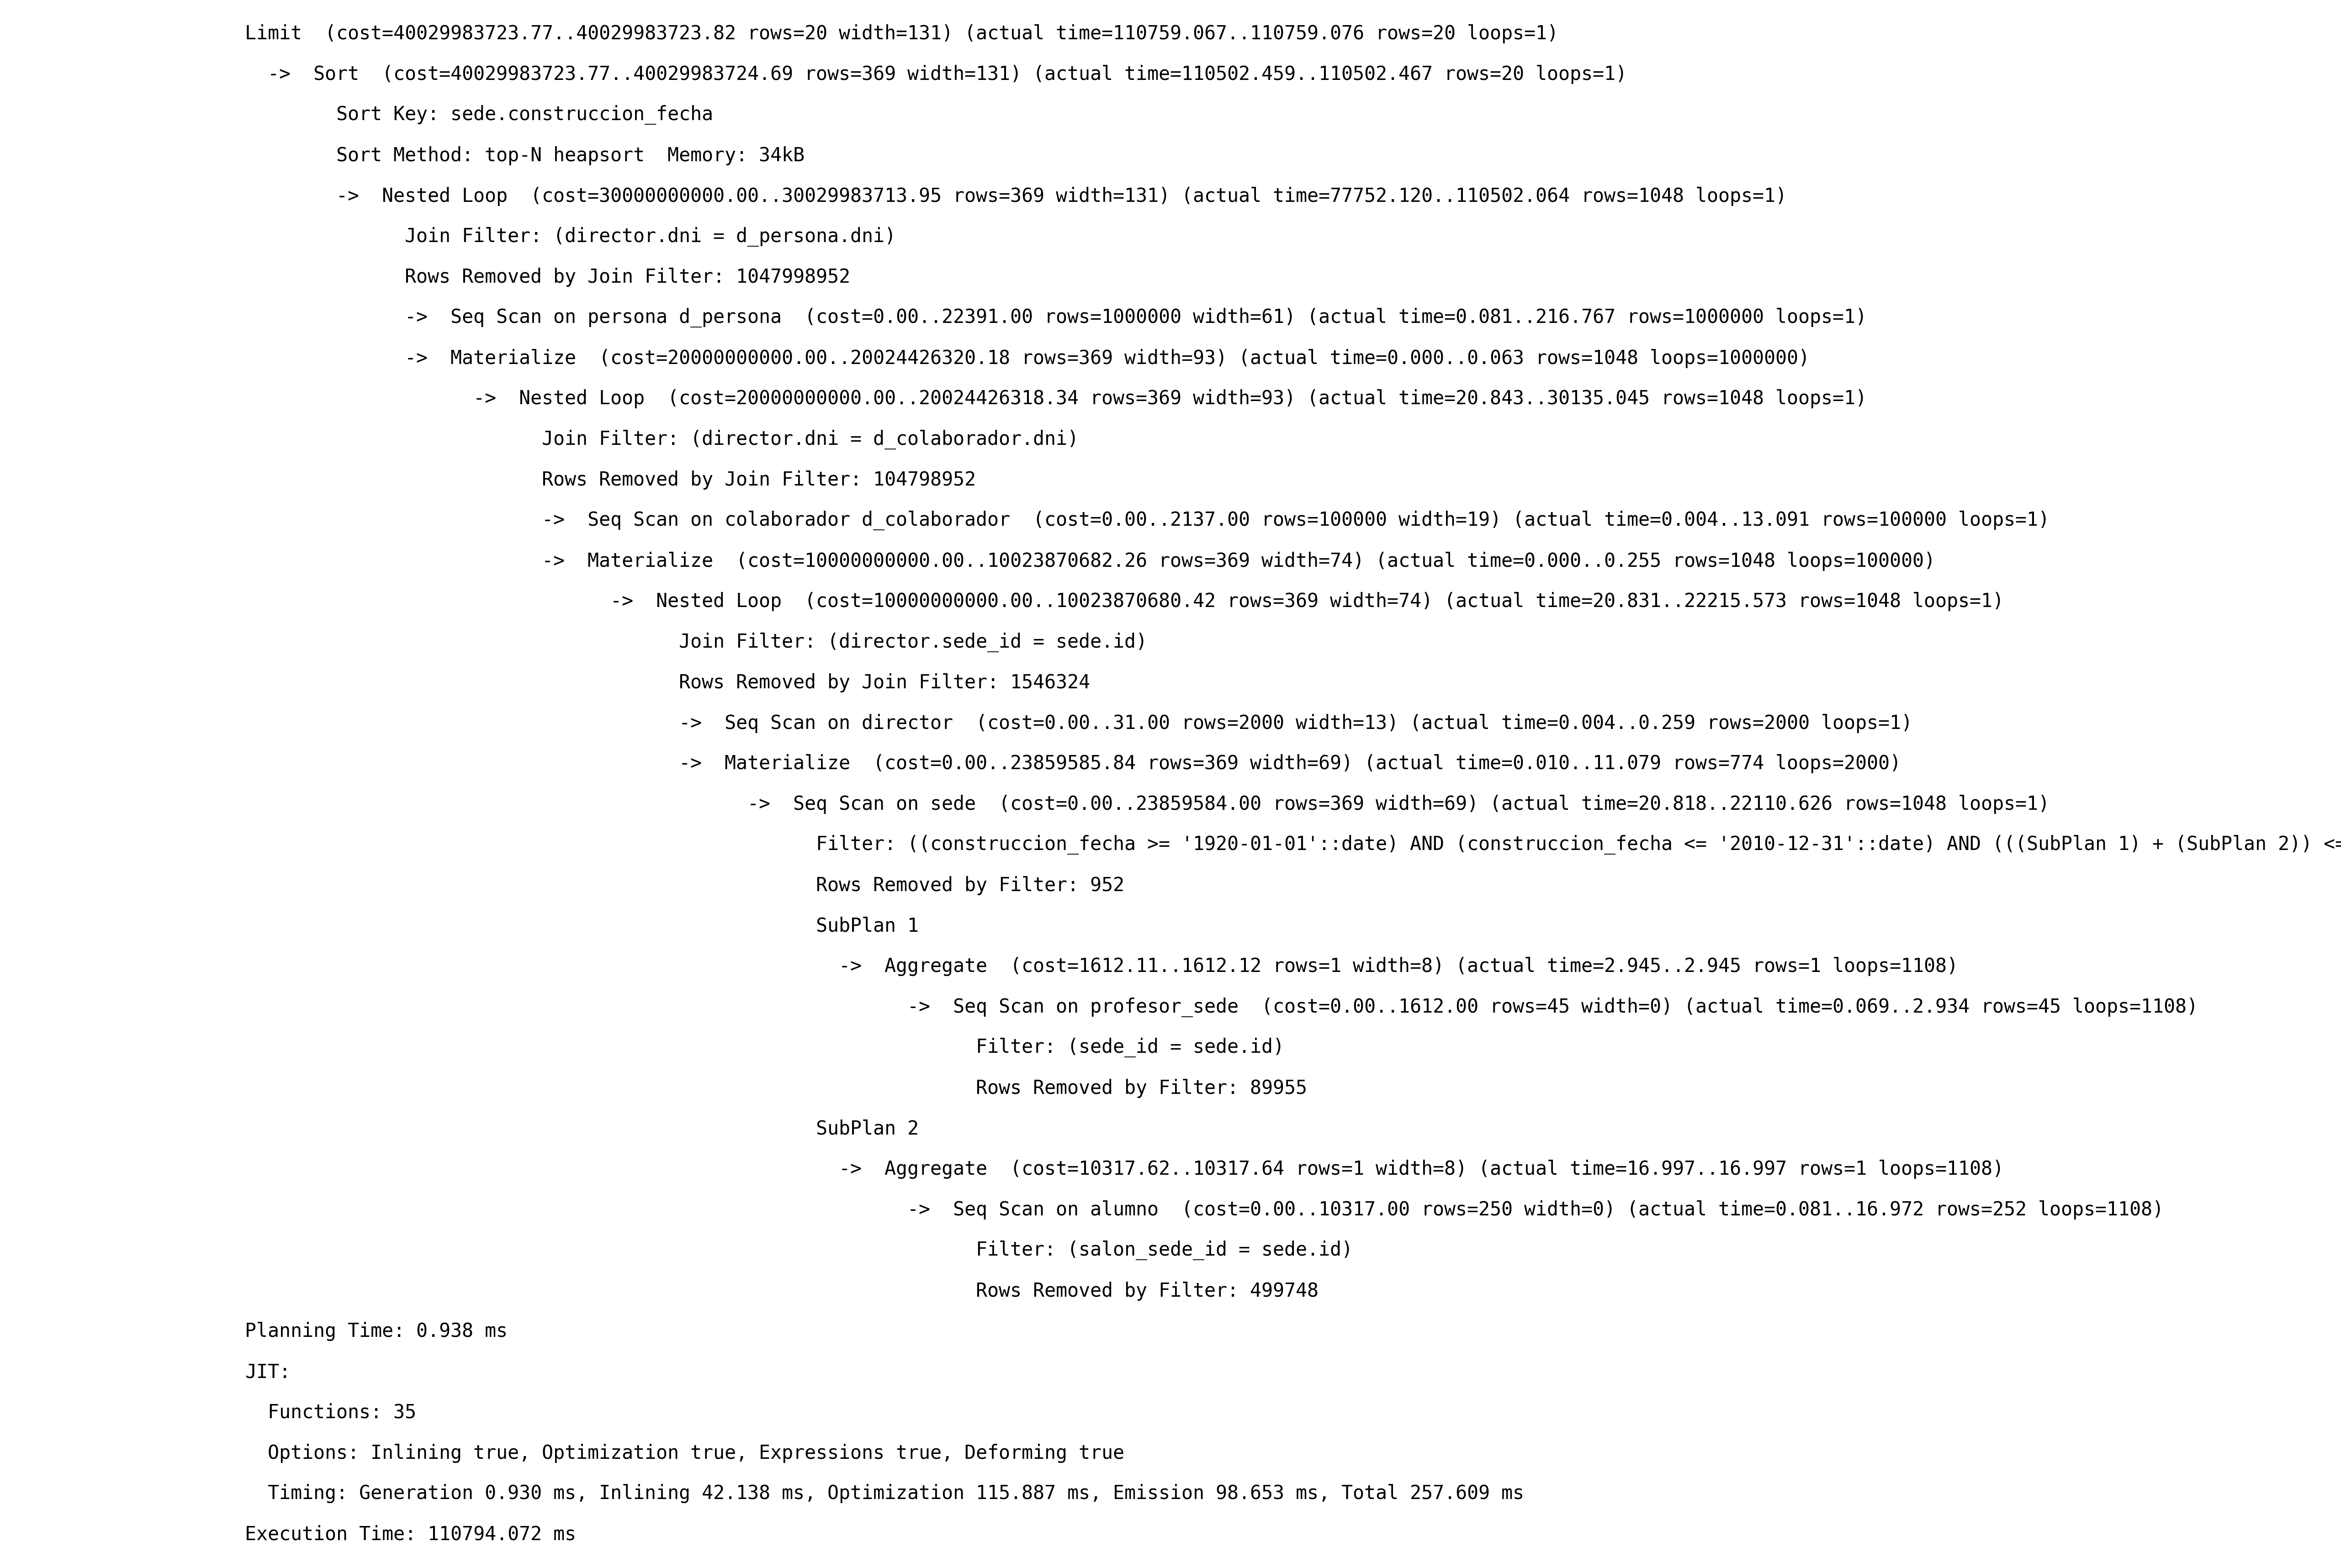 Limit  (cost=40029983723.77..40029983723.82 rows=20 width=131) (actual time=110759.067..110759.076 rows=20 loops=1)
  ->  Sort  (cost=40029983723.77..40029983724.69 rows=369 width=131) (actual time=110502.459..110502.467 rows=20 loops=1)
        Sort Key: sede.construccion_fecha
        Sort Method: top-N heapsort  Memory: 34kB
        ->  Nested Loop  (cost=30000000000.00..30029983713.95 rows=369 width=131) (actual time=77752.120..110502.064 rows=1048 loops=1)
              Join Filter: (director.dni = d_persona.dni)
              Rows Removed by Join Filter: 1047998952
              ->  Seq Scan on persona d_persona  (cost=0.00..22391.00 rows=1000000 width=61) (actual time=0.081..216.767 rows=1000000 loops=1)
              ->  Materialize  (cost=20000000000.00..20024426320.18 rows=369 width=93) (actual time=0.000..0.063 rows=1048 loops=1000000)
                    ->  Nested Loop  (cost=20000000000.00..20024426318.34 rows=369 width=93) (actual time=20.843..30135.045 rows=1048 loops=1)
                          Join Filter: (director.dni = d_colaborador.dni)
                          Rows Removed by Join Filter: 104798952
                          ->  Seq Scan on colaborador d_colaborador  (cost=0.00..2137.00 rows=100000 width=19) (actual time=0.004..13.091 rows=100000 loops=1)
                          ->  Materialize  (cost=10000000000.00..10023870682.26 rows=369 width=74) (actual time=0.000..0.255 rows=1048 loops=100000)
                                ->  Nested Loop  (cost=10000000000.00..10023870680.42 rows=369 width=74) (actual time=20.831..22215.573 rows=1048 loops=1)
                                      Join Filter: (director.sede_id = sede.id)
                                      Rows Removed by Join Filter: 1546324
                                      ->  Seq Scan on director  (cost=0.00..31.00 rows=2000 width=13) (actual time=0.004..0.259 rows=2000 loops=1)
                                      ->  Materialize  (cost=0.00..23859585.84 rows=369 width=69) (actual time=0.010..11.079 rows=774 loops=2000)
                                            ->  Seq Scan on sede  (cost=0.00..23859584.00 rows=369 width=69) (actual time=20.818..22110.626 rows=1048 loops=1)
                                                  Filter: ((construccion_fecha >= '1920-01-01'::date) AND (construccion_fecha <= '2010-12-31'::date) AND (((SubPlan 1) + (SubPlan 2)) <=
                                                  Rows Removed by Filter: 952
                                                  SubPlan 1
                                                    ->  Aggregate  (cost=1612.11..1612.12 rows=1 width=8) (actual time=2.945..2.945 rows=1 loops=1108)
                                                          ->  Seq Scan on profesor_sede  (cost=0.00..1612.00 rows=45 width=0) (actual time=0.069..2.934 rows=45 loops=1108)
                                                                Filter: (sede_id = sede.id)
                                                                Rows Removed by Filter: 89955
                                                  SubPlan 2
                                                    ->  Aggregate  (cost=10317.62..10317.64 rows=1 width=8) (actual time=16.997..16.997 rows=1 loops=1108)
                                                          ->  Seq Scan on alumno  (cost=0.00..10317.00 rows=250 width=0) (actual time=0.081..16.972 rows=252 loops=1108)
                                                                Filter: (salon_sede_id = sede.id)
                                                                Rows Removed by Filter: 499748
Planning Time: 0.938 ms
JIT:
  Functions: 35
  Options: Inlining true, Optimization true, Expressions true, Deforming true
  Timing: Generation 0.930 ms, Inlining 42.138 ms, Optimization 115.887 ms, Emission 98.653 ms, Total 257.609 ms
Execution Time: 110794.072 ms